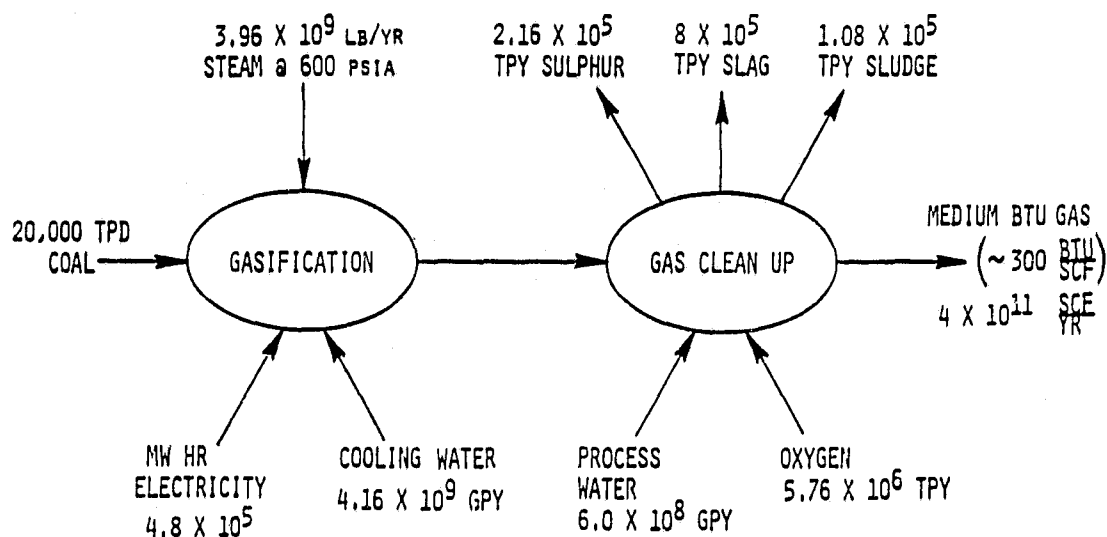 3.96 X 10⁹ LB/YR
STEAM @ 600 PSIA
2.16 X 10⁵
TPY SULPHUR
8 X 10⁵
TPY SLAG
1.08 X 10⁵
TPY SLUDGE
20,000 TPD
COAL
GASIFICATION
GAS CLEAN UP
MEDIUM BTU GAS
(~ 300 BTU/SCF)
4 X 10¹¹ SCF/YR
MW HR
ELECTRICITY
4.8 X 10⁵
COOLING WATER
4.16 X 10⁹ GPY
PROCESS
WATER
6.0 X 10⁸ GPY
OXYGEN
5.76 X 10⁶ TPY